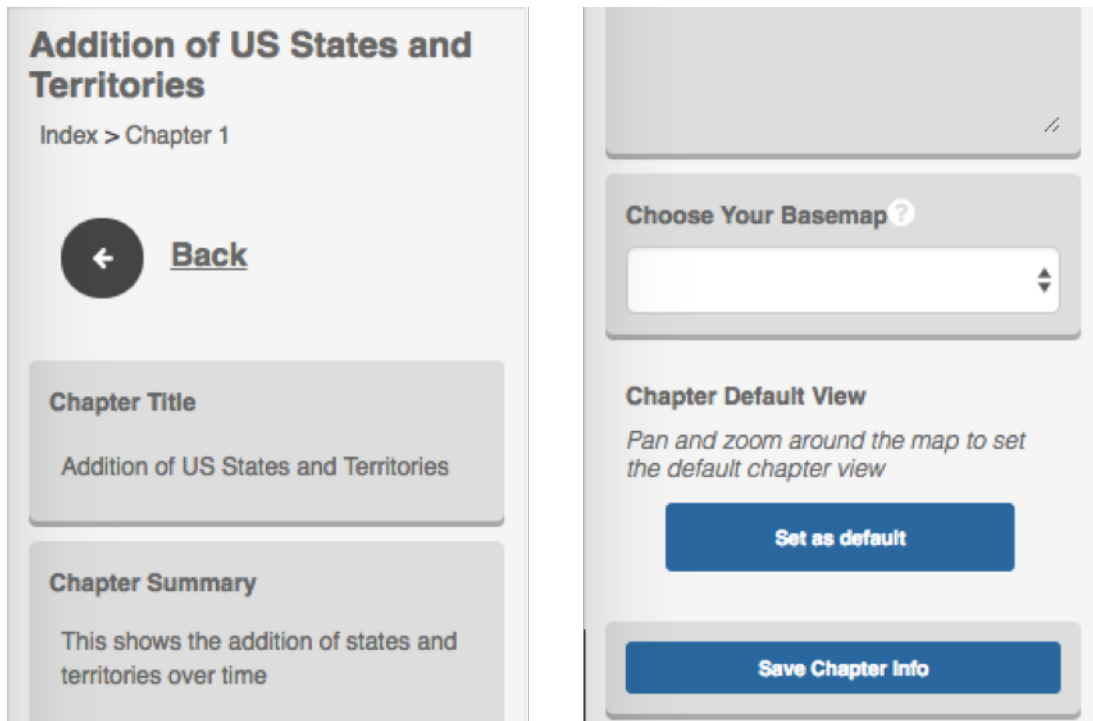 Addition of US States and
Territories
Index > Chapter 1
Back
Chapter Title
Addition of US States and Territories
Chapter Summary
This shows the addition of states and
territories over time
Choose Your Basemap ?
Chapter Default View
Pan and zoom around the map to set
the default chapter view
Set as default
Save Chapter Info